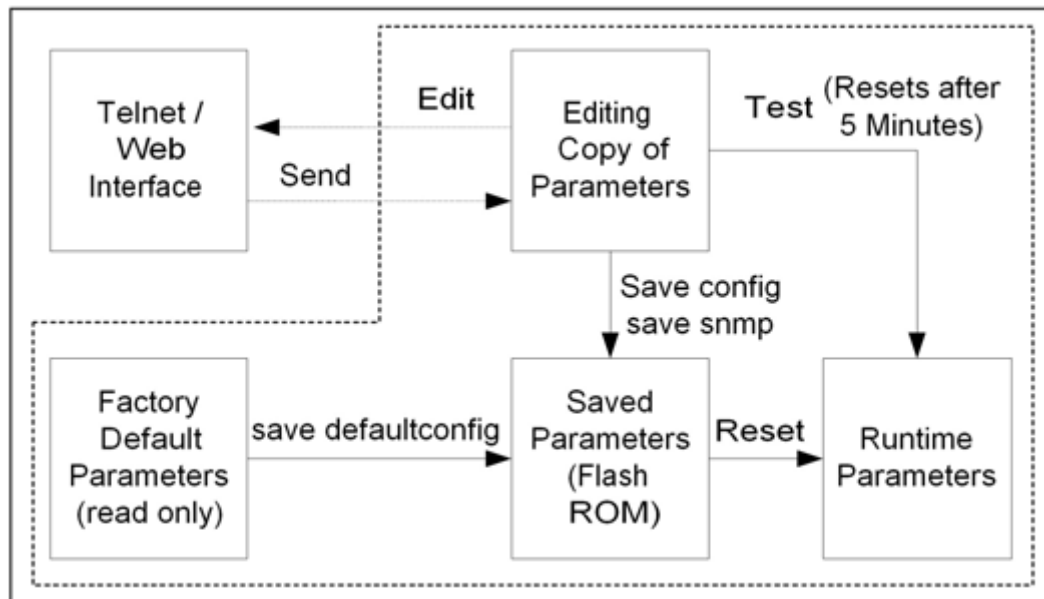 Telnet /
Web
Interface
Edit
Send
Editing
Copy of
Parameters
Test
(Resets after
5 Minutes)
Save config
save snmp
Factory
Default
Parameters
(read only)
save defaultconfig
Saved
Parameters
(Flash
ROM)
Reset
Runtime
Parameters